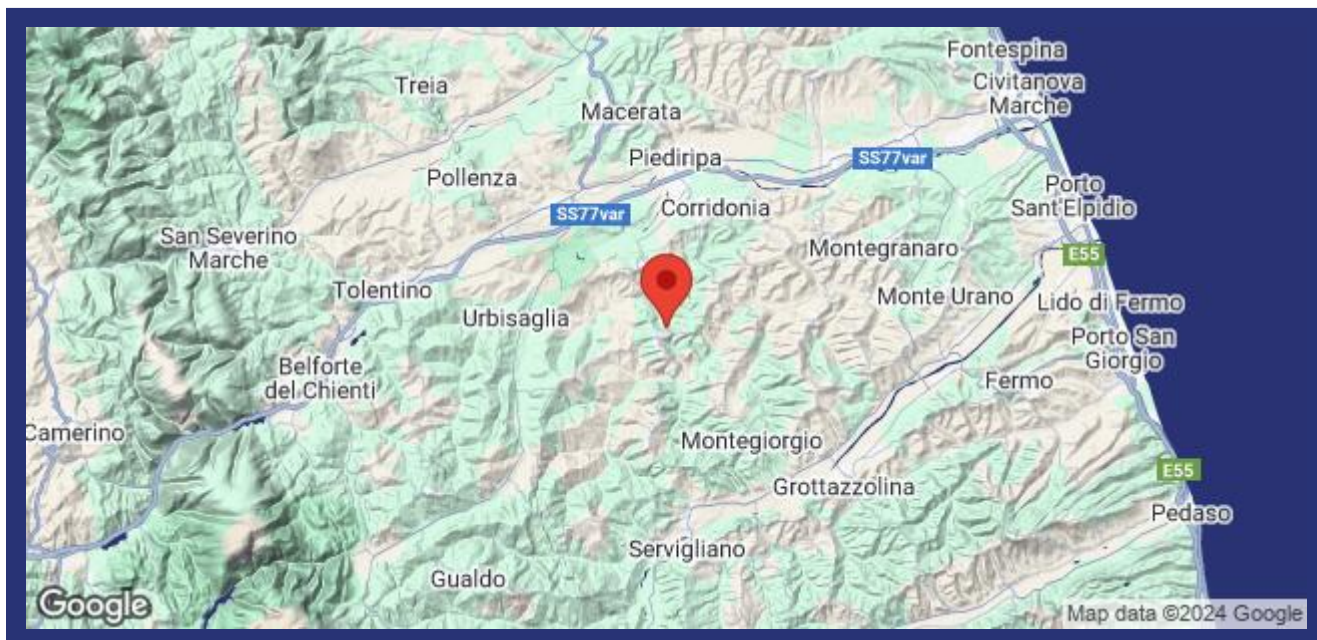 Fontespina
Civitanova
Marche
Treia
Macerata
Piediripa
SS77var
Pollenza
Porto
Sant'Elpidio
SS77var
Corridonia
San Severino
Marche
Montegranaro
E55
Tolentino
Monte Urano
Lido di Fermo
Urbisaglia
Porto San
Giorgio
Belforte
del Chienti
Fermo
Camerino
Montegiorgio
E55
Grottazzolina
Pedaso
Servigliano
Gualdo
Google
Map data ©2024 Google